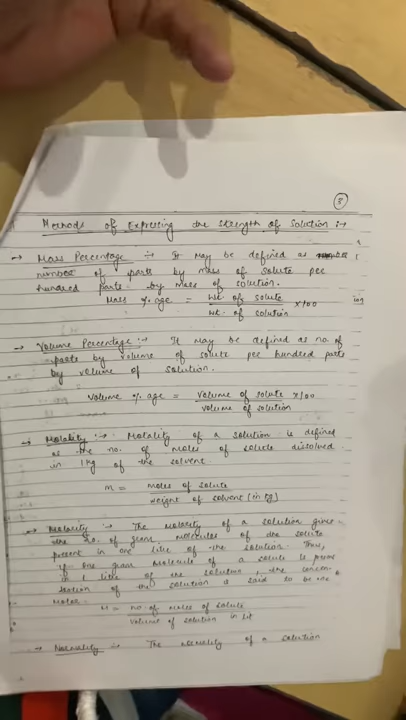 3
Methods of Expressing the Strength of Solution :→
→ Mass Percentage :→ It may be defined as
number of parts by mass of solute per
hundred parts by mass of solution.
Mass % age = wt. of solute × 100
wt. of solution
→ Volume Percentage :→ It may be defined as no. of
parts by volume of solute per hundred parts
by volume of solution.
Volume % age = volume of solute × 100
volume of solution
→ Molality :→ Molality of a solution is defined
as the no. of moles of solute dissolved
in 1 kg of the solvent.
m = moles of solute
weight of solvent (in kg)
→ Molarity :→ The molarity of a solution gives
the no. of gram molecules of the solute
present in one litre of the solution. Thus,
if one gram molecule of a solute is
in 1 litre of the solution, the concen-
tration of the solution is said to be one
M = no. of moles of solute
volume of solution in lit
→ Normality :→ The normality of a solution